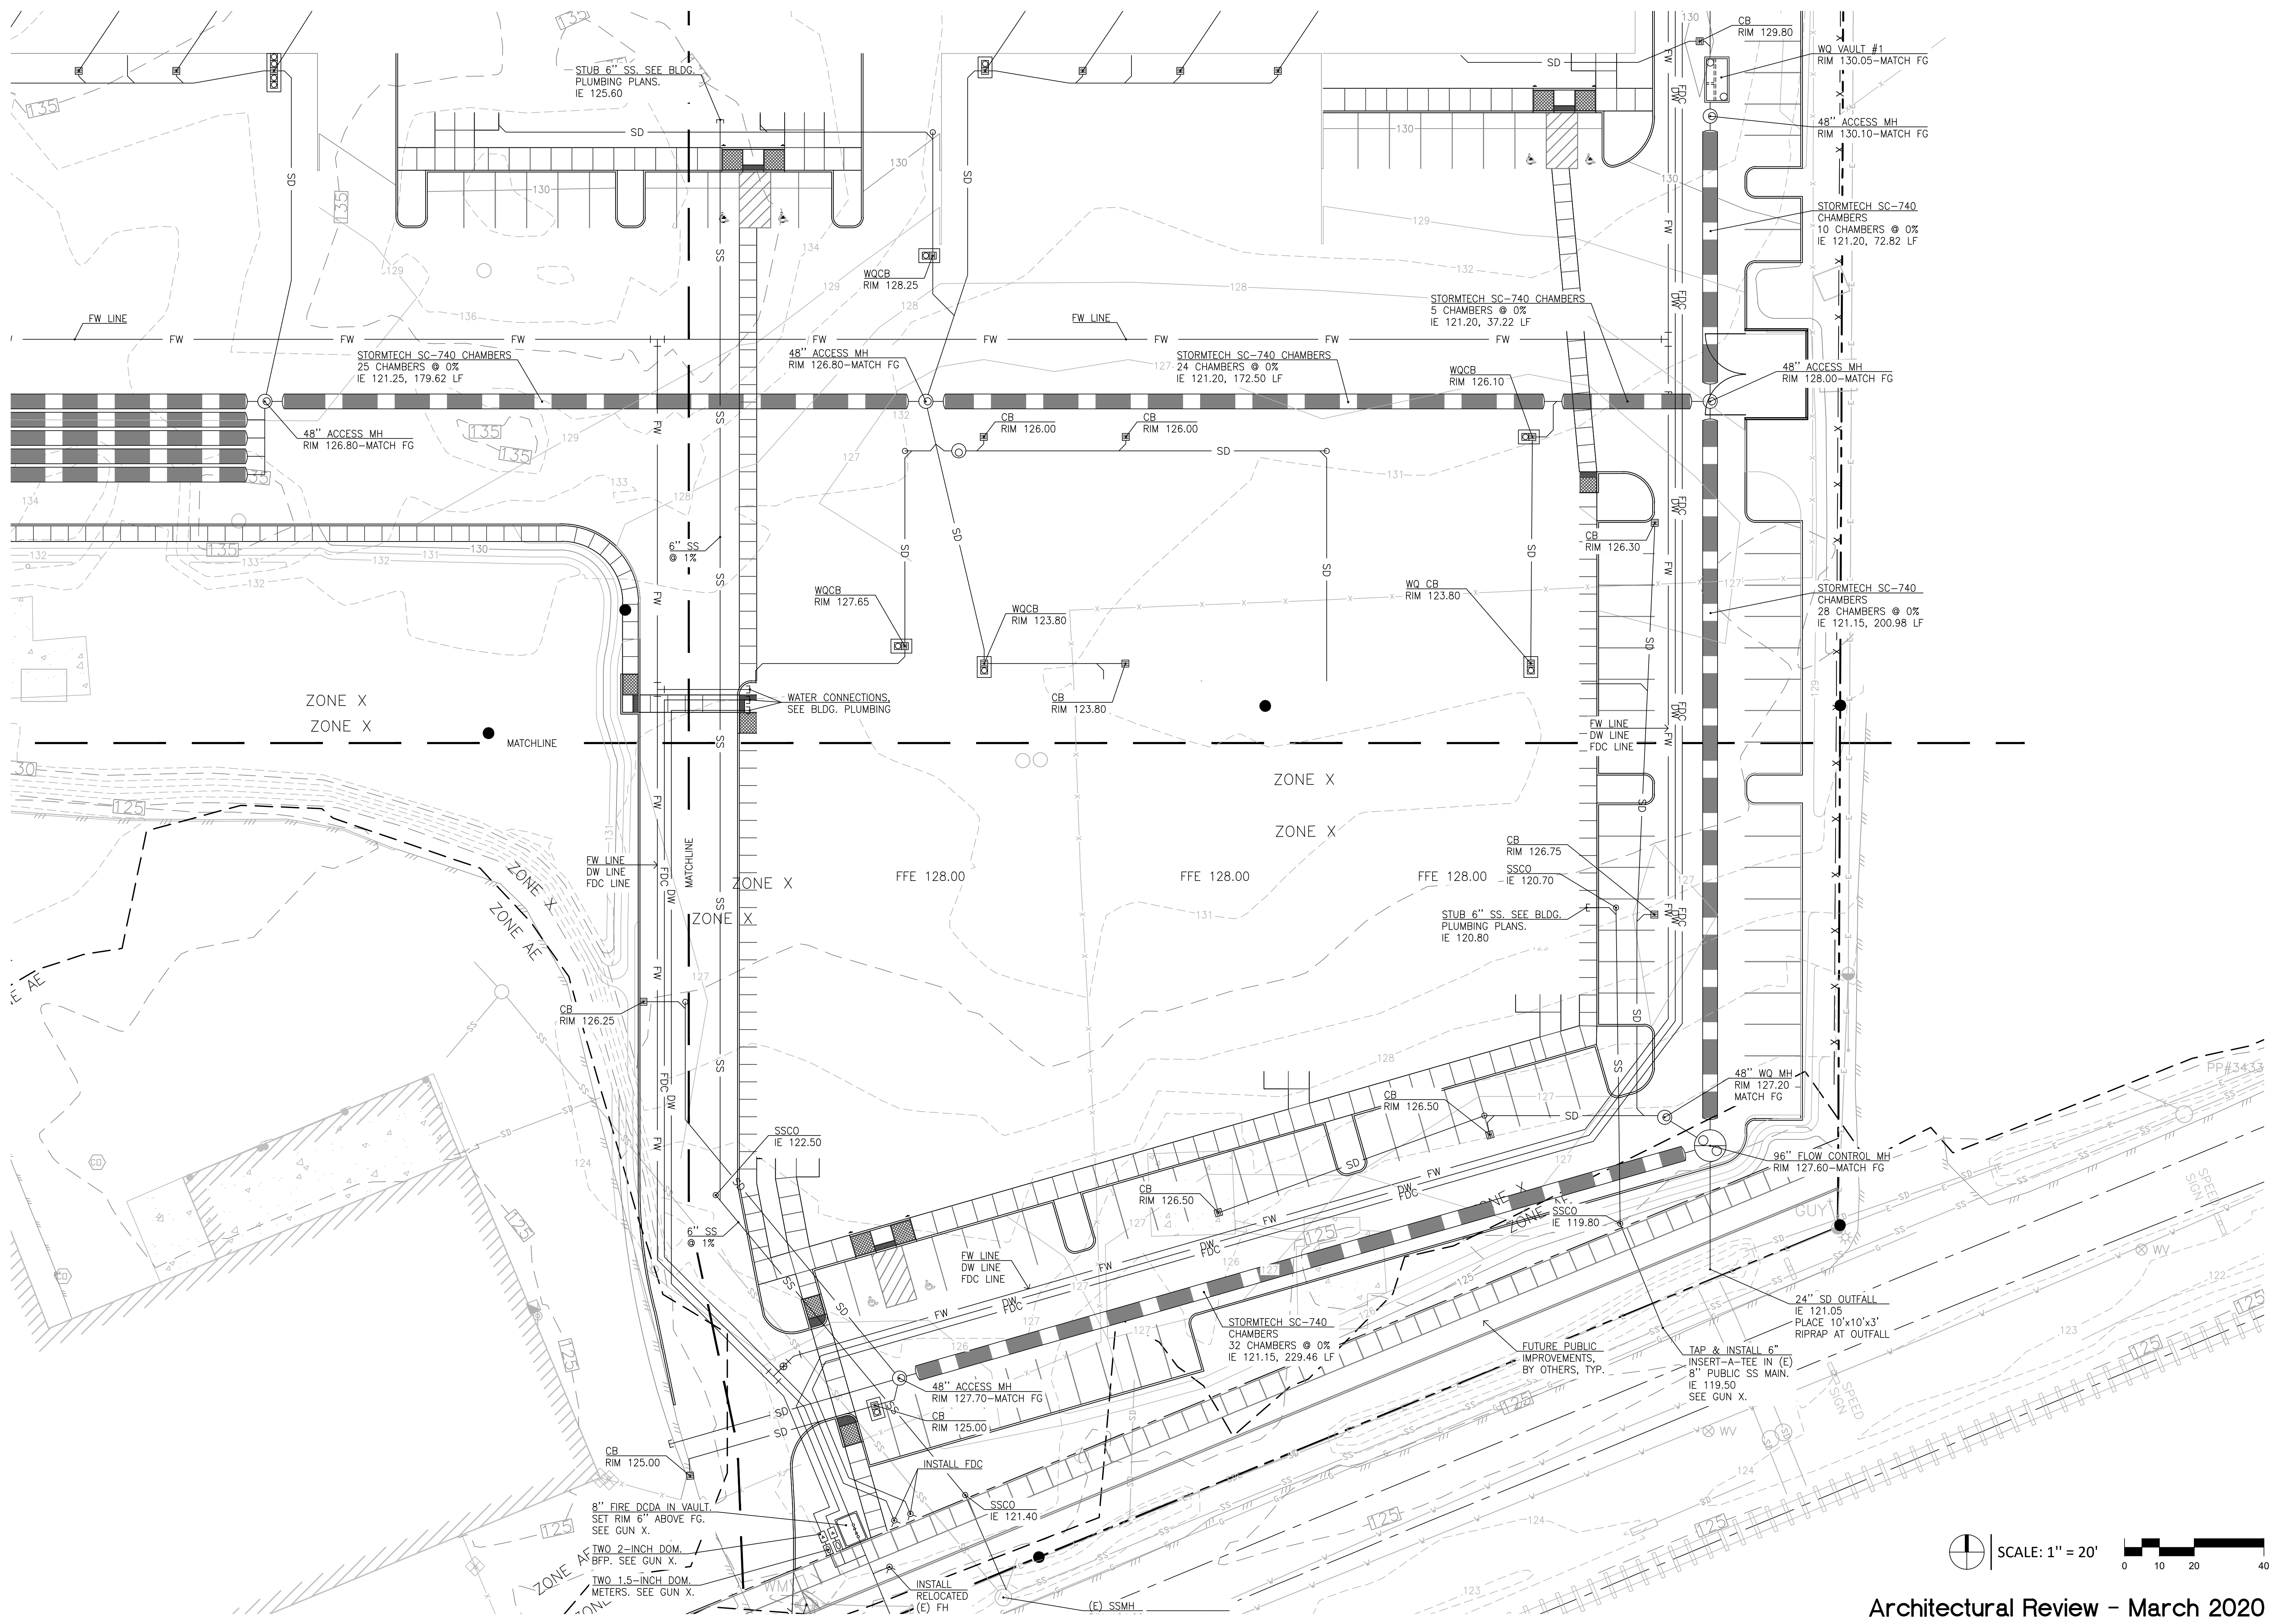 CB
RIM 129.80
WQ VAULT #1
RIM 130.05-MATCH FG
STUB 6" SS. SEE BLDG.
PLUMBING PLANS.
IE 125.60
48" ACCESS MH
RIM 130.10-MATCH FG
STORMTECH SC-740
CHAMBERS
10 CHAMBERS @ 0%
IE 121.20, 72.82 LF
WQCB
RIM 128.25
STORMTECH SC-740 CHAMBERS
5 CHAMBERS @ 0%
IE 121.20, 37.22 LF
FW LINE
FW LINE
STORMTECH SC-740 CHAMBERS
25 CHAMBERS @ 0%
IE 121.25, 179.62 LF
48" ACCESS MH
RIM 126.80-MATCH FG
STORMTECH SC-740 CHAMBERS
24 CHAMBERS @ 0%
IE 121.20, 172.50 LF
WQCB
RIM 126.10
48" ACCESS MH
RIM 128.00-MATCH FG
48" ACCESS MH
RIM 126.80-MATCH FG
CB
RIM 126.00
CB
RIM 126.00
6" SS
@ 1%
CB
RIM 126.30
WQCB
RIM 127.65
WQCB
RIM 123.80
WQ CB
RIM 123.80
STORMTECH SC-740
CHAMBERS
28 CHAMBERS @ 0%
IE 121.15, 200.98 LF
ZONE X
ZONE X
WATER CONNECTIONS,
SEE BLDG. PLUMBING
CB
RIM 123.80
FW LINE
DW LINE
FDC LINE
MATCHLINE
MATCHLINE
ZONE X
ZONE X
CB
RIM 126.75
SSCO
IE 120.70
FW LINE
DW LINE
FDC LINE
ZONE X
ZONE X
FFE 128.00
FFE 128.00
FFE 128.00
STUB 6" SS. SEE BLDG.
PLUMBING PLANS.
IE 120.80
ZONE X
ZONE AE
CB
RIM 126.25
48" WQ MH
RIM 127.20
MATCH FG
CB
RIM 126.50
PP#3433
SSCO
IE 122.50
96" FLOW CONTROL MH
RIM 127.60-MATCH FG
CB
RIM 126.50
ZONE X
SSCO
IE 119.80
GUY
SPEED
SIGN
6" SS
@ 1%
FW LINE
DW LINE
FDC LINE
24" SD OUTFALL
IE 121.05
PLACE 10'x10'x3'
RIPRAP AT OUTFALL
STORMTECH SC-740
CHAMBERS
32 CHAMBERS @ 0%
IE 121.15, 229.46 LF
FUTURE PUBLIC
IMPROVEMENTS,
BY OTHERS, TYP.
TAP & INSTALL 6"
INSERT-A-TEE IN (E)
8" PUBLIC SS MAIN.
IE 119.50
SEE GUN X.
SPEED
SIGN
WV
WV
48" ACCESS MH
RIM 127.70-MATCH FG
CB
RIM 125.00
CB
RIM 125.00
INSTALL FDC
8" FIRE DCDA IN VAULT.
SET RIM 6" ABOVE FG.
SEE GUN X.
SSCO
IE 121.40
TWO 2-INCH DOM.
BFP. SEE GUN X.
ZONE AE
TWO 1.5-INCH DOM.
METERS. SEE GUN X.
INSTALL
RELOCATED
(E) FH
(E) SSMH
SCALE: 1" = 20'
0 10 20 40
Architectural Review - March 2020